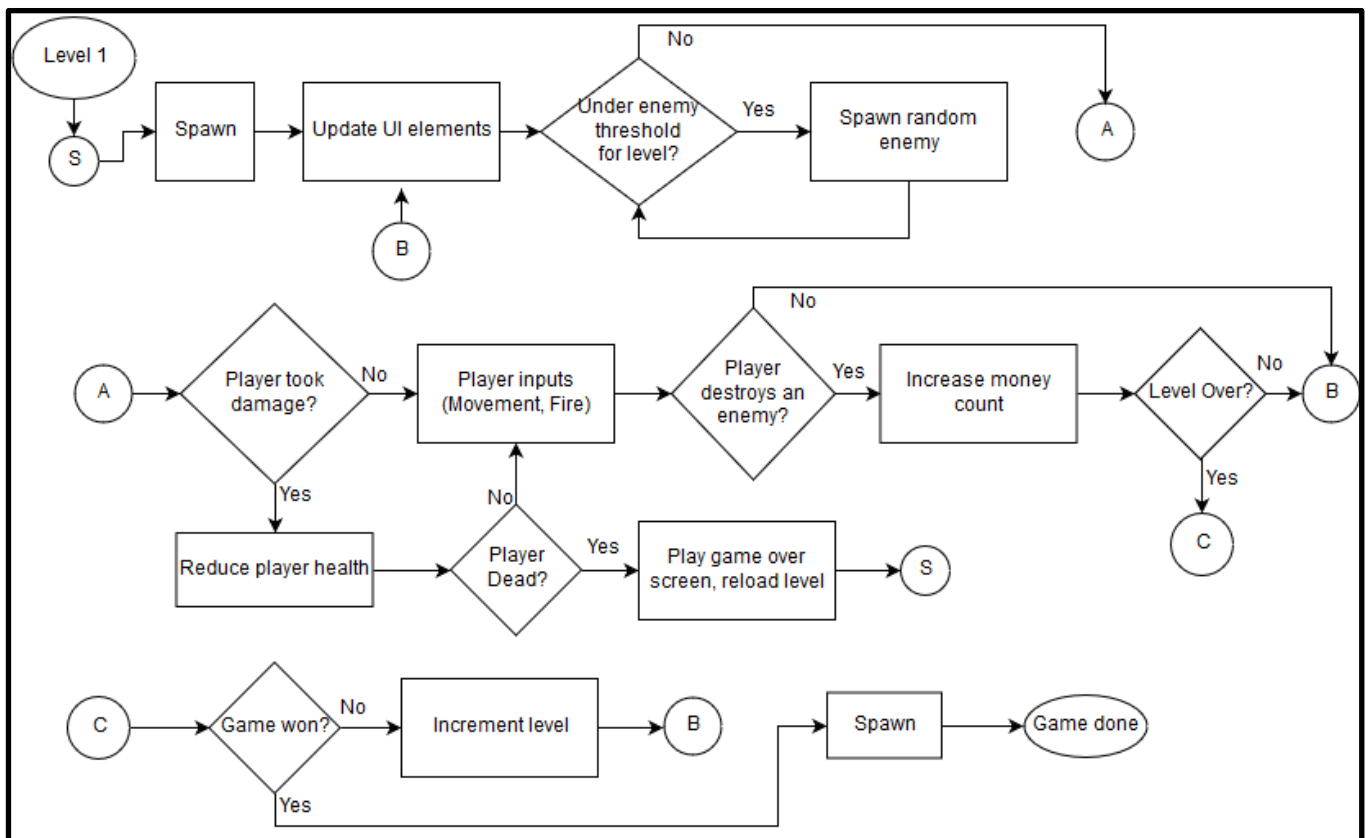 Level 1
S
Spawn
Update UI elements
Under enemy
threshold
for level?
Yes
No
Spawn random
enemy
A
B
A
Player took
damage?
No
Yes
Player inputs
(Movement, Fire)
Player
destroys an
enemy?
No
Yes
Increase money
count
Level Over?
No
B
Yes
C
Reduce player health
Player
Dead?
No
Yes
Play game over
screen, reload level
S
C
Game won?
No
Increment level
B
Yes
Spawn
Game done